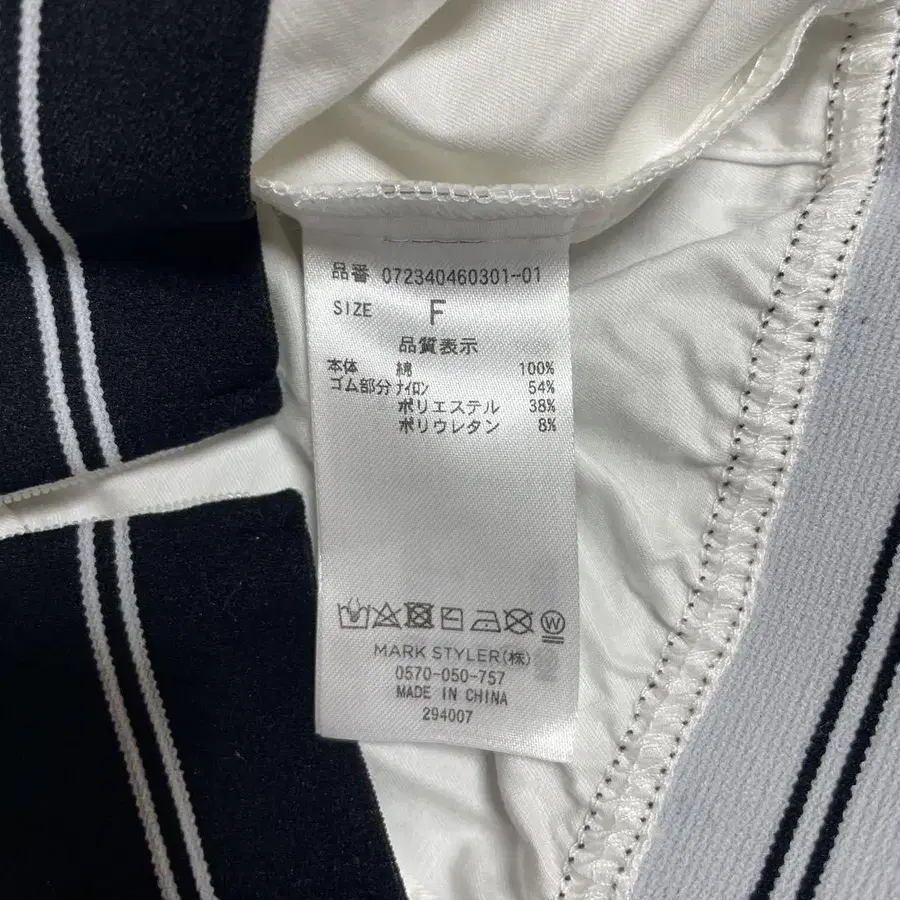 品番 072340460301-01
SIZE F
品質表示
本体 綿 100%
ゴム部分 ナイロン 54%
ポリエステル 38%
ポリウレタン 8%
W
MARK STYLER(株)
0570-050-757
MADE IN CHINA
294007